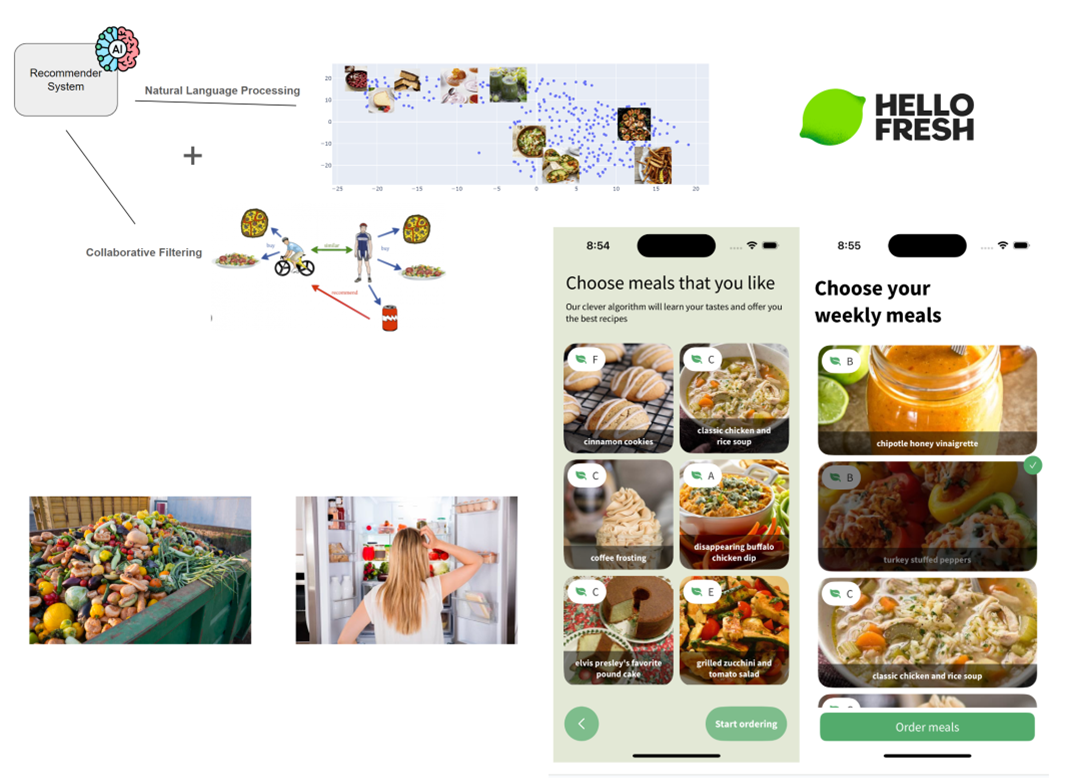 AI
Recommender
System
Natural Language Processing
+
Collaborative Filtering
20
10
0
−10
−20
−25
−20
−15
−10
−5
0
5
10
15
20
buy
similar
buy
recommend
HELLO
FRESH
8:54
Choose meals that you like
Our clever algorithm will learn your tastes and offer you
the best recipes
F
cinnamon cookies
C
classic chicken and
rice soup
C
coffee frosting
A
disappearing buffalo
chicken dip
C
elvis presley's favorite
pound cake
E
grilled zucchini and
tomato salad
Start ordering
8:55
Choose your
weekly meals
B
chipotle honey vinaigrette
B
turkey stuffed peppers
C
classic chicken and rice soup
Order meals